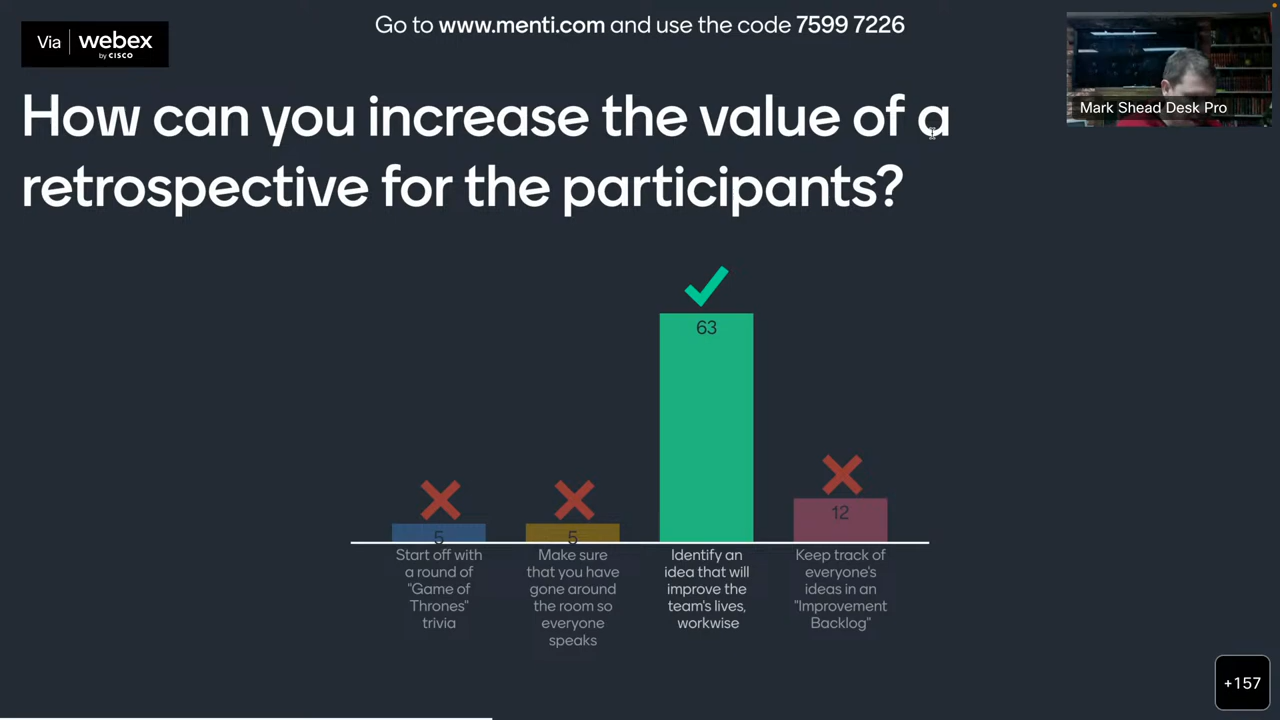 Go to www.menti.com and use the code 7599 7226
Via webex
by CISCO
Mark Shead Desk Pro
How can you increase the value of a
retrospective for the participants?
5
5
63
12
Start off with
a round of
"Game of
Thrones"
trivia
Make sure
that you have
gone around
the room so
everyone
speaks
Identify an
idea that will
improve the
team's lives,
workwise
Keep track of
everyone's
ideas in an
"Improvement
Backlog"
+157